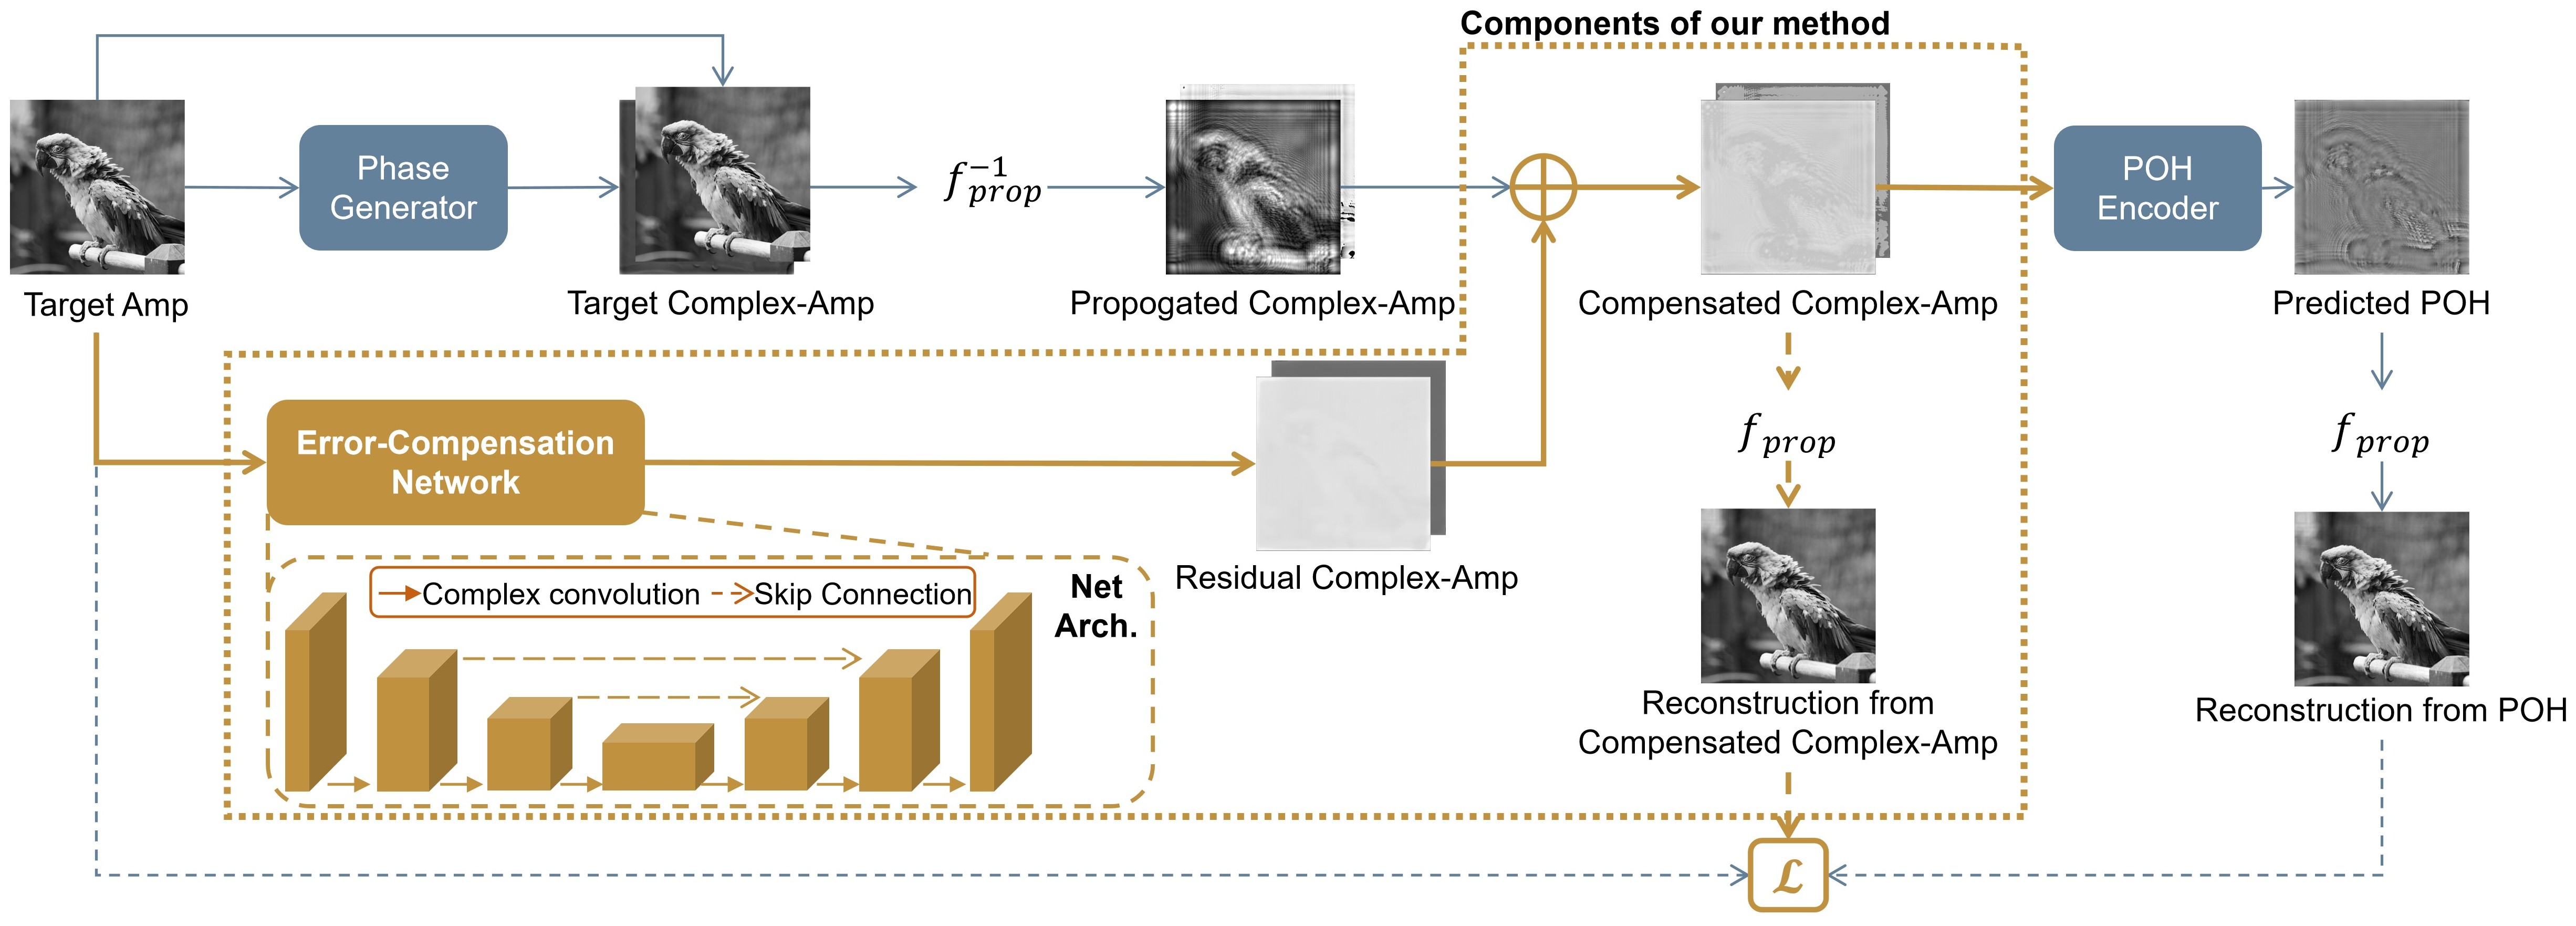 Components of our method
Phase
Generator
f_{prop}^{-1}
POH
Encoder
Target Amp
Target Complex-Amp
Propogated Complex-Amp
Compensated Complex-Amp
Predicted POH
Error-Compensation
Network
f_{prop}
f_{prop}
Residual Complex-Amp
Complex convolution
Skip Connection
Net
Arch.
Reconstruction from
Compensated Complex-Amp
Reconstruction from POH
ℒ